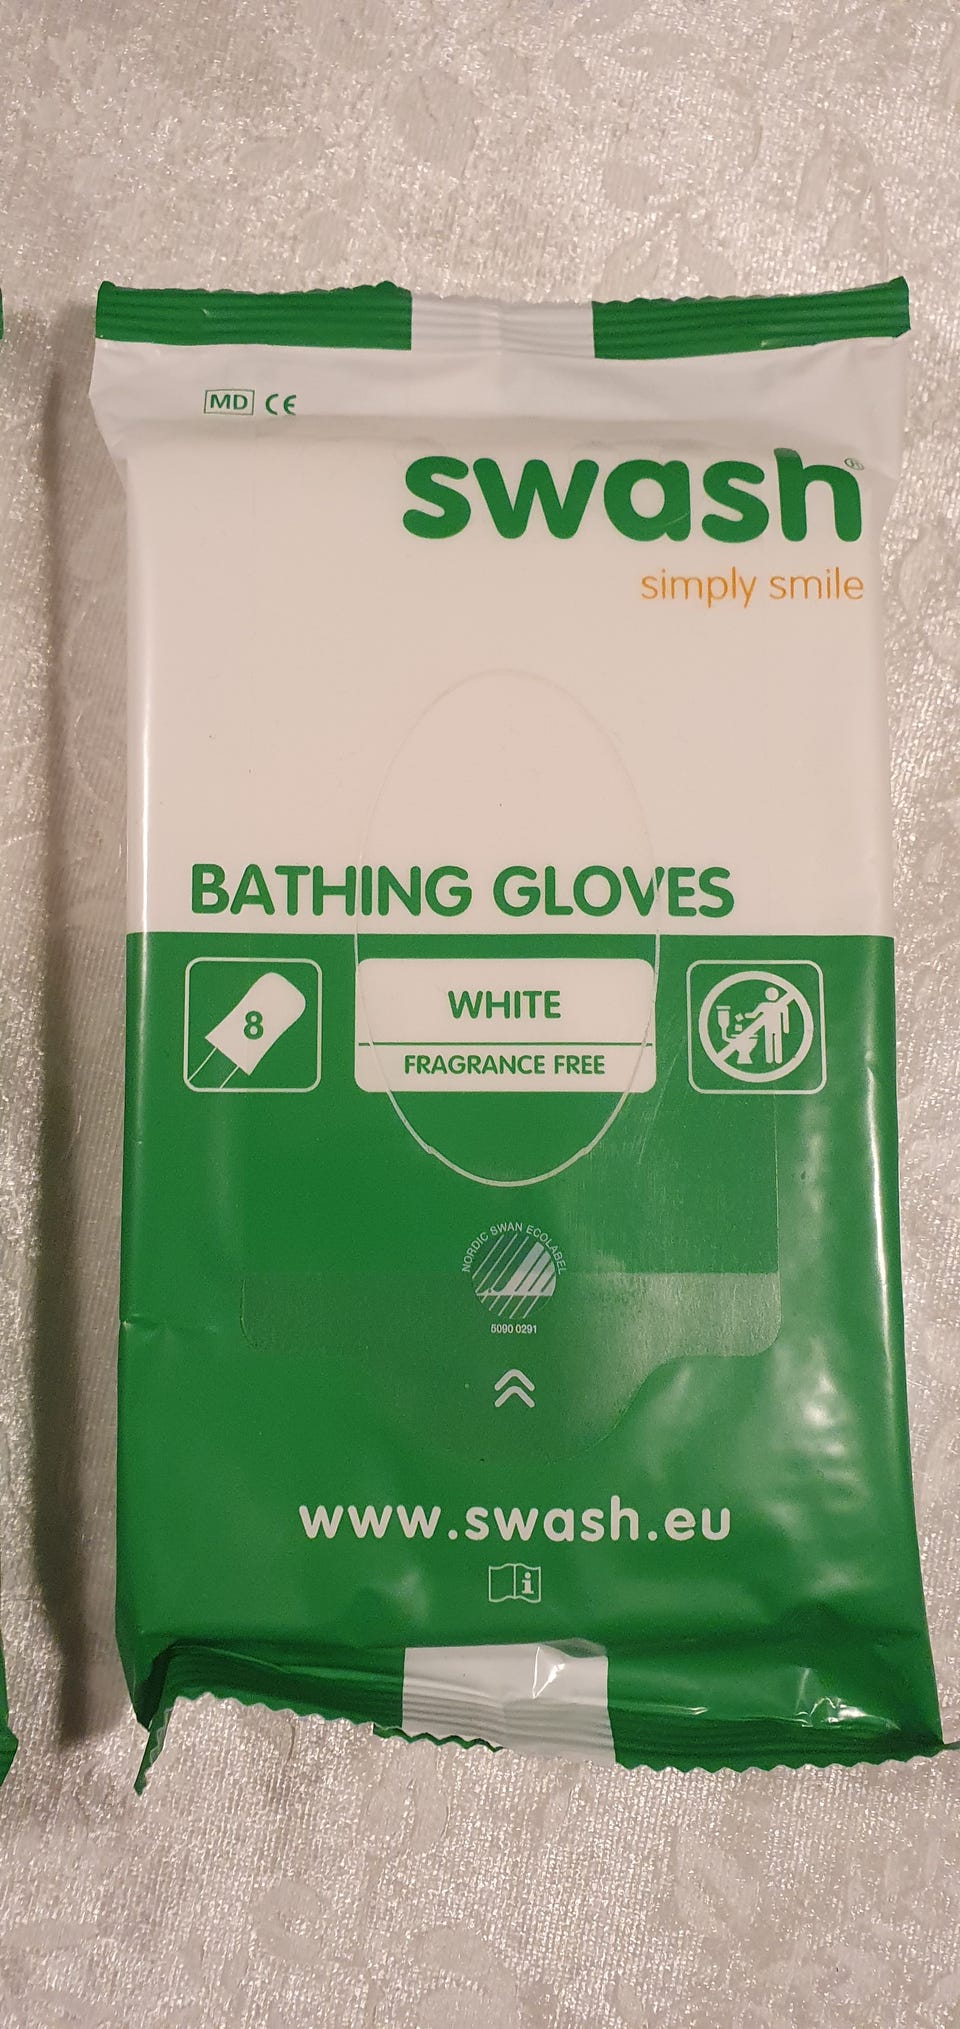 MD CE
swash®
simply smile
BATHING GLOVES
8
WHITE
FRAGRANCE FREE
NORDIC SWAN ECOLABEL
5090 0291
www.swash.eu
i